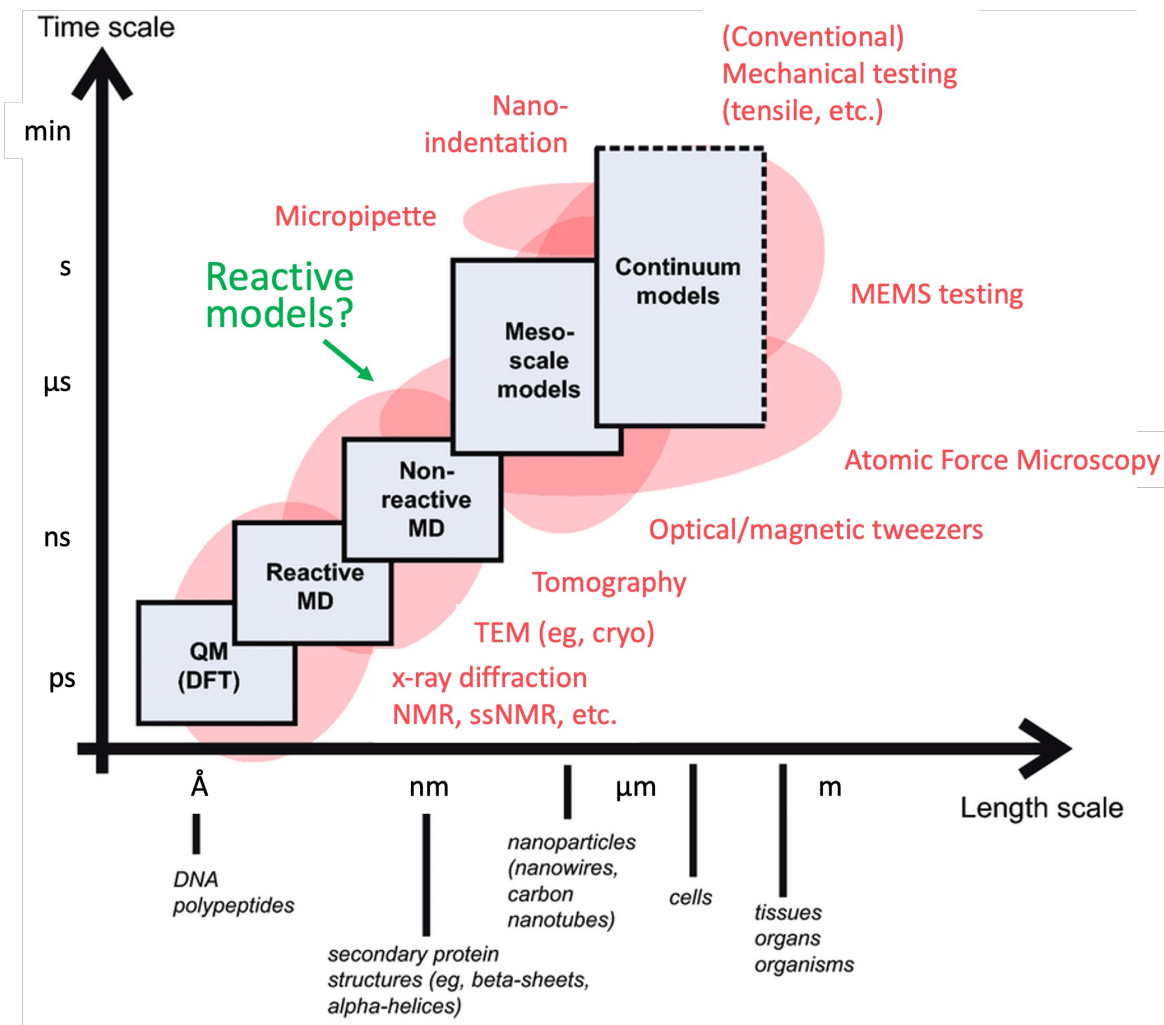 Time scale
(Conventional)
Mechanical testing
(tensile, etc.)
Nano-
indentation
min
Micropipette
s
Reactive
models?
Continuum
models
MEMS testing
Meso-
scale
models
µs
Atomic Force Microscopy
Non-
reactive
MD
Optical/magnetic tweezers
ns
Reactive
MD
Tomography
TEM (eg, cryo)
QM
(DFT)
ps
x-ray diffraction
NMR, ssNMR, etc.
Å
nm
µm
m
Length scale
DNA
polypeptides
secondary protein
structures (eg, beta-sheets,
alpha-helices)
nanoparticles
(nanowires,
carbon
nanotubes)
cells
tissues
organs
organisms